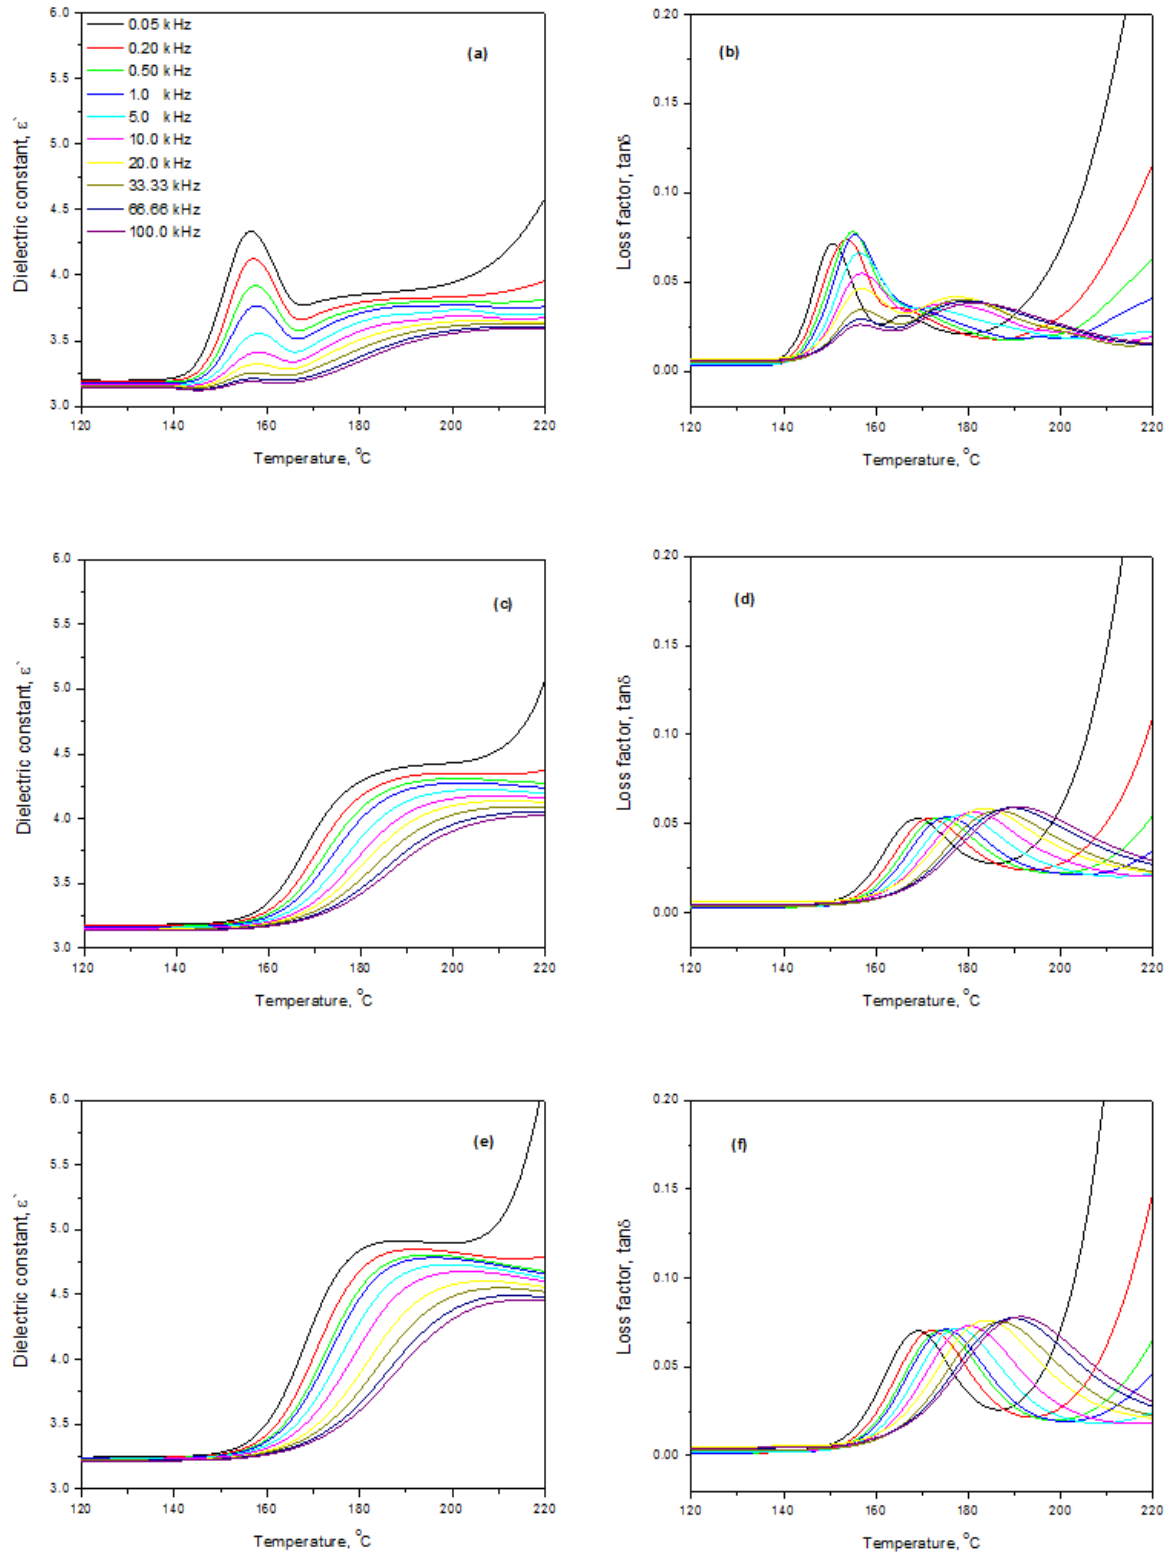 6.0
5.5
5.0
4.5
4.0
3.5
3.0
Dielectric constant, ε`
0.05 kHz
0.20 kHz
0.50 kHz
1.0 kHz
5.0 kHz
10.0 kHz
20.0 kHz
33.33 kHz
66.66 kHz
100.0 kHz
(a)
120 140 160 180 200 220
Temperature, °C
0.20
0.15
0.10
0.05
0.00
Loss factor, tanδ
(b)
120 140 160 180 200 220
Temperature, °C
6.0
5.5
5.0
4.5
4.0
3.5
3.0
Dielectric constant, ε`
(c)
120 140 160 180 200 220
Temperature, °C
0.20
0.15
0.10
0.05
0.00
Loss factor, tanδ
(d)
120 140 160 180 200 220
Temperature, °C
6.0
5.5
5.0
4.5
4.0
3.5
3.0
Dielectric constant, ε`
(e)
120 140 160 180 200 220
Temperature, °C
0.20
0.15
0.10
0.05
0.00
Loss factor, tanδ
(f)
120 140 160 180 200 220
Temperature, °C